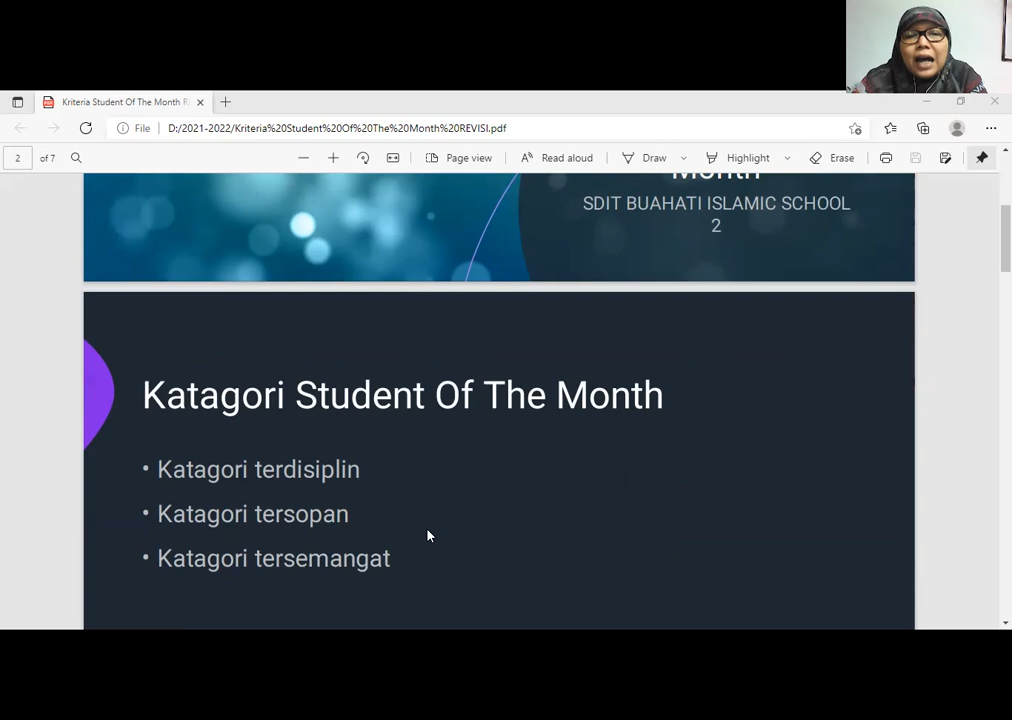 Kriteria Student Of The Month R
D:/2021-2022/Kriteria%20Student%20Of%20The%20Month%20REVISI.pdf
File
2 of 7
Page view
Read aloud
Draw
Highlight
Erase
Month
SDIT BUAHATI ISLAMIC SCHOOL
2
Katagori Student Of The Month
• Katagori terdisiplin
• Katagori tersopan
• Katagori tersemangat